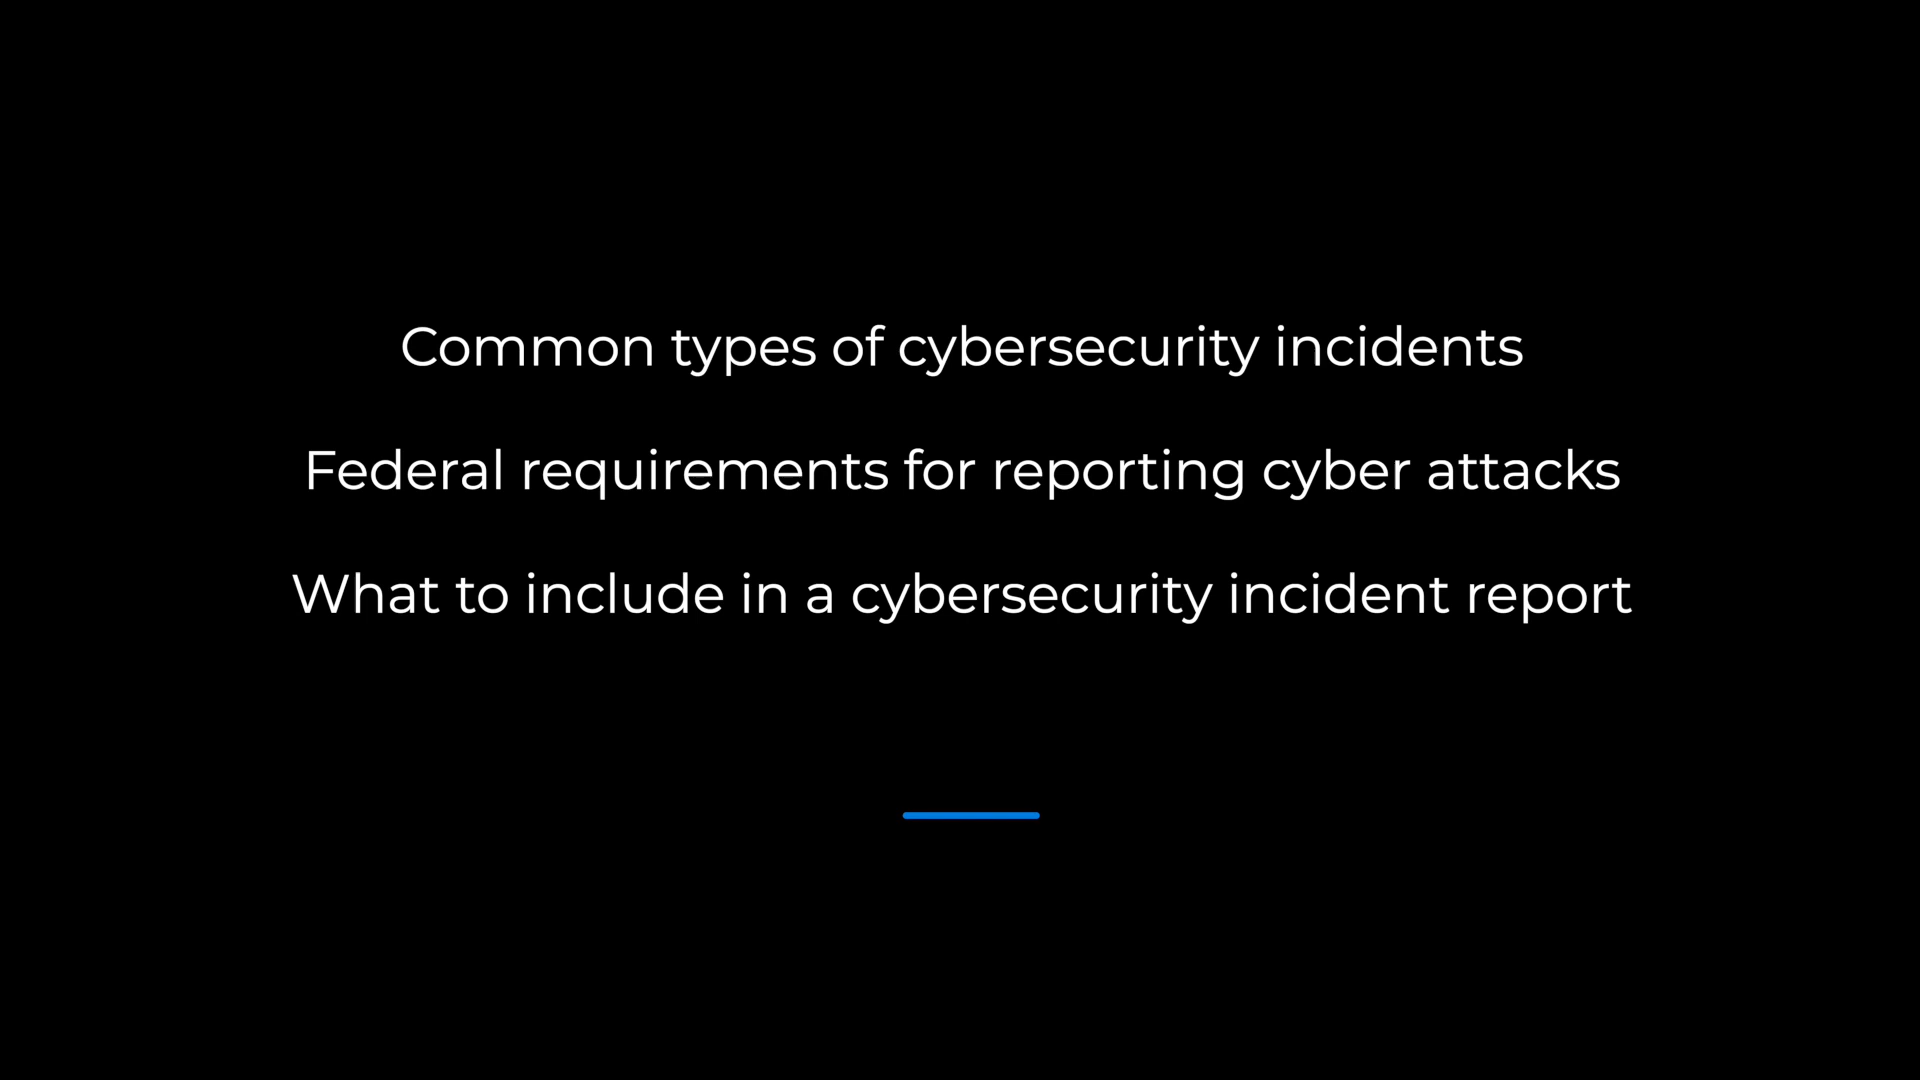 Common types of cybersecurity incidents
Federal requirements for reporting cyber attacks
What to include in a cybersecurity incident report